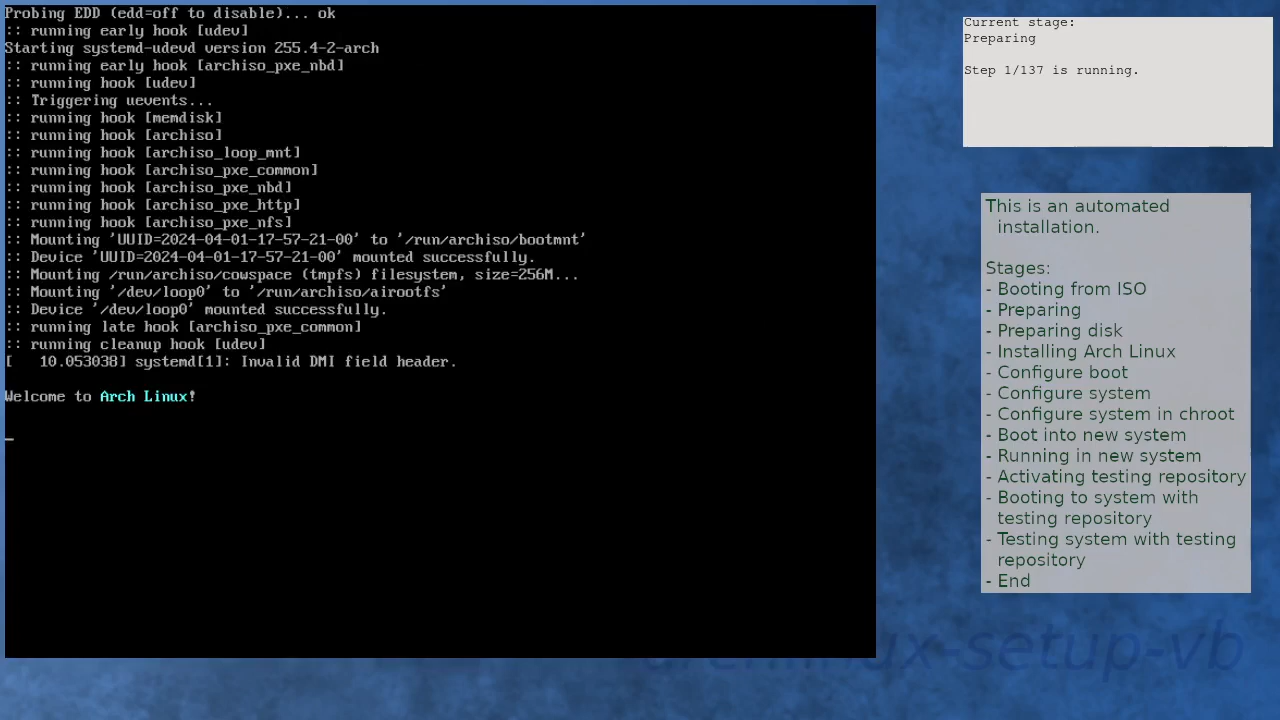 Probing EDD (edd=off to disable)... ok
:: running early hook [udev]
Starting systemd-udevd version 255.4-2-arch
:: running early hook [archiso_pxe_nbd]
:: running hook [udev]
:: Triggering uevents...
:: running hook [memdisk]
:: running hook [archiso]
:: running hook [archiso_loop_mnt]
:: running hook [archiso_pxe_common]
:: running hook [archiso_pxe_nbd]
:: running hook [archiso_pxe_http]
:: running hook [archiso_pxe_nfs]
:: Mounting 'UUID=2024-04-01-17-57-21-00' to '/run/archiso/bootmnt'
:: Device 'UUID=2024-04-01-17-57-21-00' mounted successfully.
:: Mounting /run/archiso/cowspace (tmpfs) filesystem, size=256M...
:: Mounting '/dev/loop0' to '/run/archiso/airootfs'
:: Device '/dev/loop0' mounted successfully.
:: running late hook [archiso_pxe_common]
:: running cleanup hook [udev]
[   10.053038] systemd[1]: Invalid DMI field header.
Welcome to Arch Linux!
Current stage:
Preparing
Step 1/137 is running.
This is an automated
installation.
Stages:
- Booting from ISO
- Preparing
- Preparing disk
- Installing Arch Linux
- Configure boot
- Configure system
- Configure system in chroot
- Boot into new system
- Running in new system
- Activating testing repository
- Booting to system with
testing repository
- Testing system with testing
repository
- End